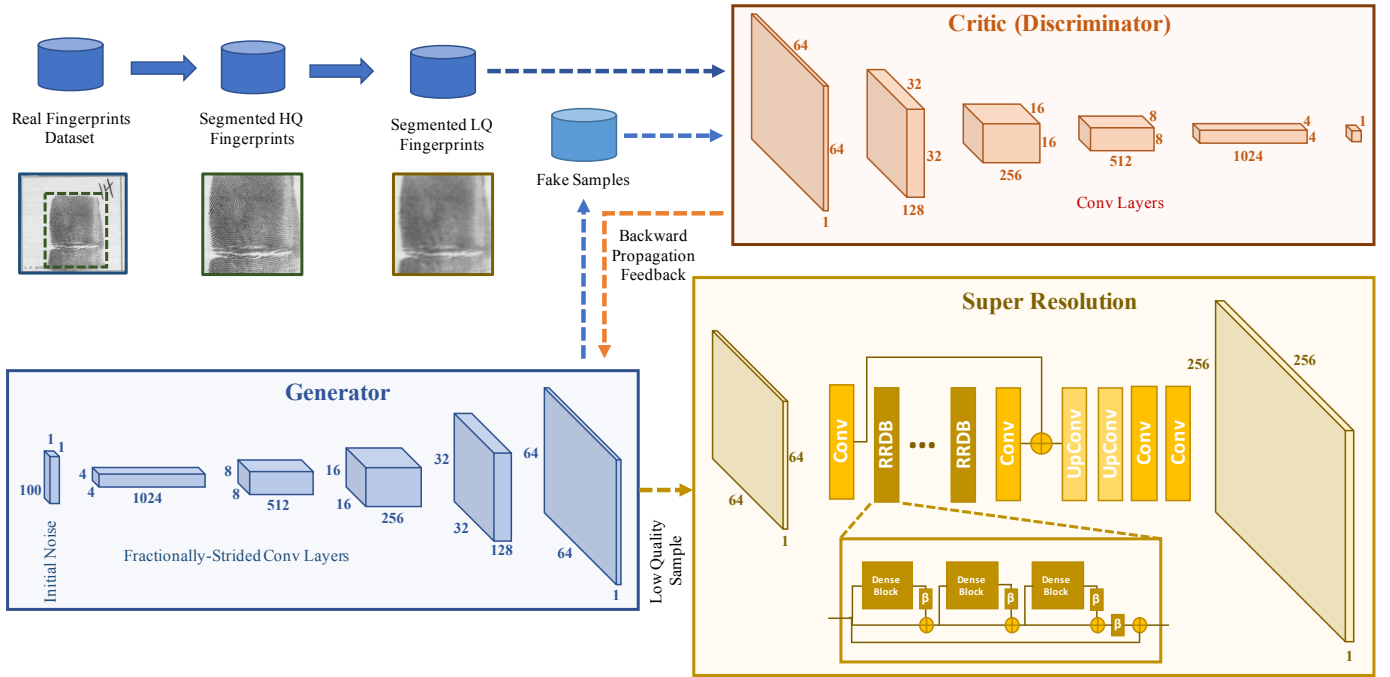 Real Fingerprints
Dataset
Segmented HQ
Fingerprints
Segmented LQ
Fingerprints
Fake Samples
Backward
Propagation
Feedback
Critic (Discriminator)
64
64
1
32
32
128
16
16
256
8
8
512
4
4
1024
1
Conv Layers
Generator
1
1
100
Initial Noise
4
4
1024
8
8
512
16
16
256
32
32
128
64
64
1
Fractionally-Strided Conv Layers
Low Quality
Sample
Super Resolution
64
64
1
Conv
RRDB
RRDB
Conv
UpConv
UpConv
Conv
Conv
256
256
1
Dense
Block
β
Dense
Block
β
Dense
Block
β
β